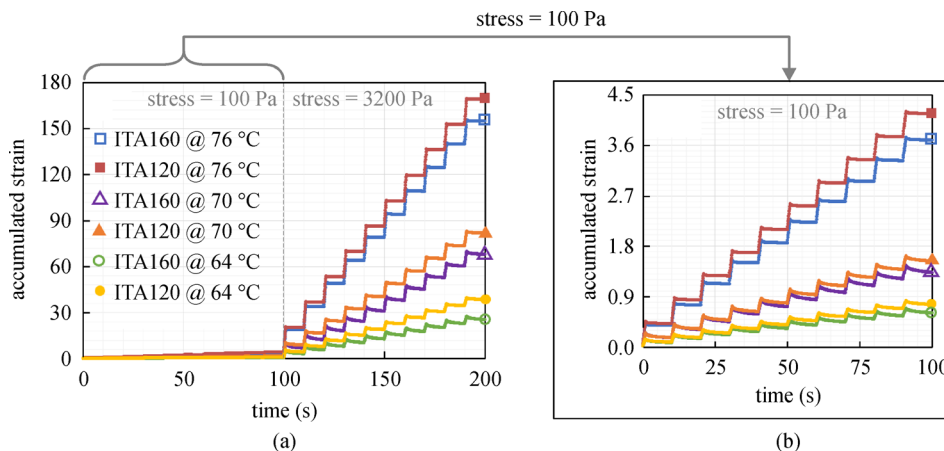 stress = 100 Pa
180
150
120
90
60
30
0
accumulated strain
stress = 100 Pa
stress = 3200 Pa
ITA160 @ 76 °C
ITA120 @ 76 °C
ITA160 @ 70 °C
ITA120 @ 70 °C
ITA160 @ 64 °C
ITA120 @ 64 °C
0 50 100 150 200
time (s)
(a)
4.5
3.6
2.7
1.8
0.9
0.0
accumulated strain
stress = 100 Pa
0 25 50 75 100
time (s)
(b)